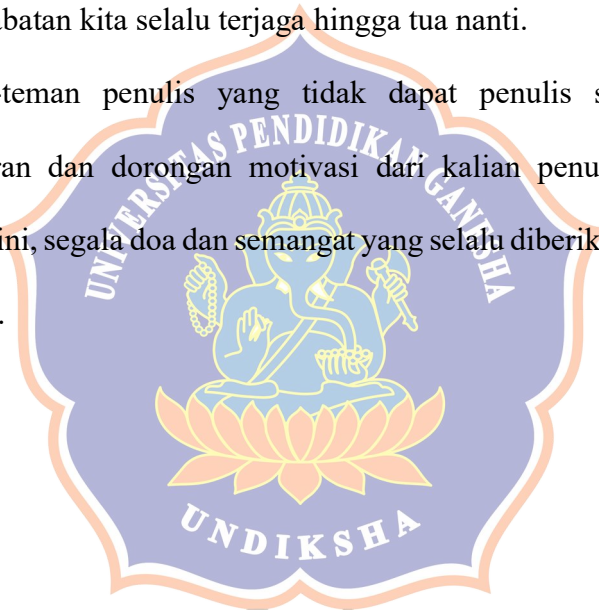 abatan kita selalu terjaga hingga tua nanti.
-teman penulis yang tidak dapat penulis s
ran dan dorongan motivasi dari kalian penu
ini, segala doa dan semangat yang selalu diberik
.
UNIVERSITAS PENDIDIKAN GANESHA
UNDIKSHA